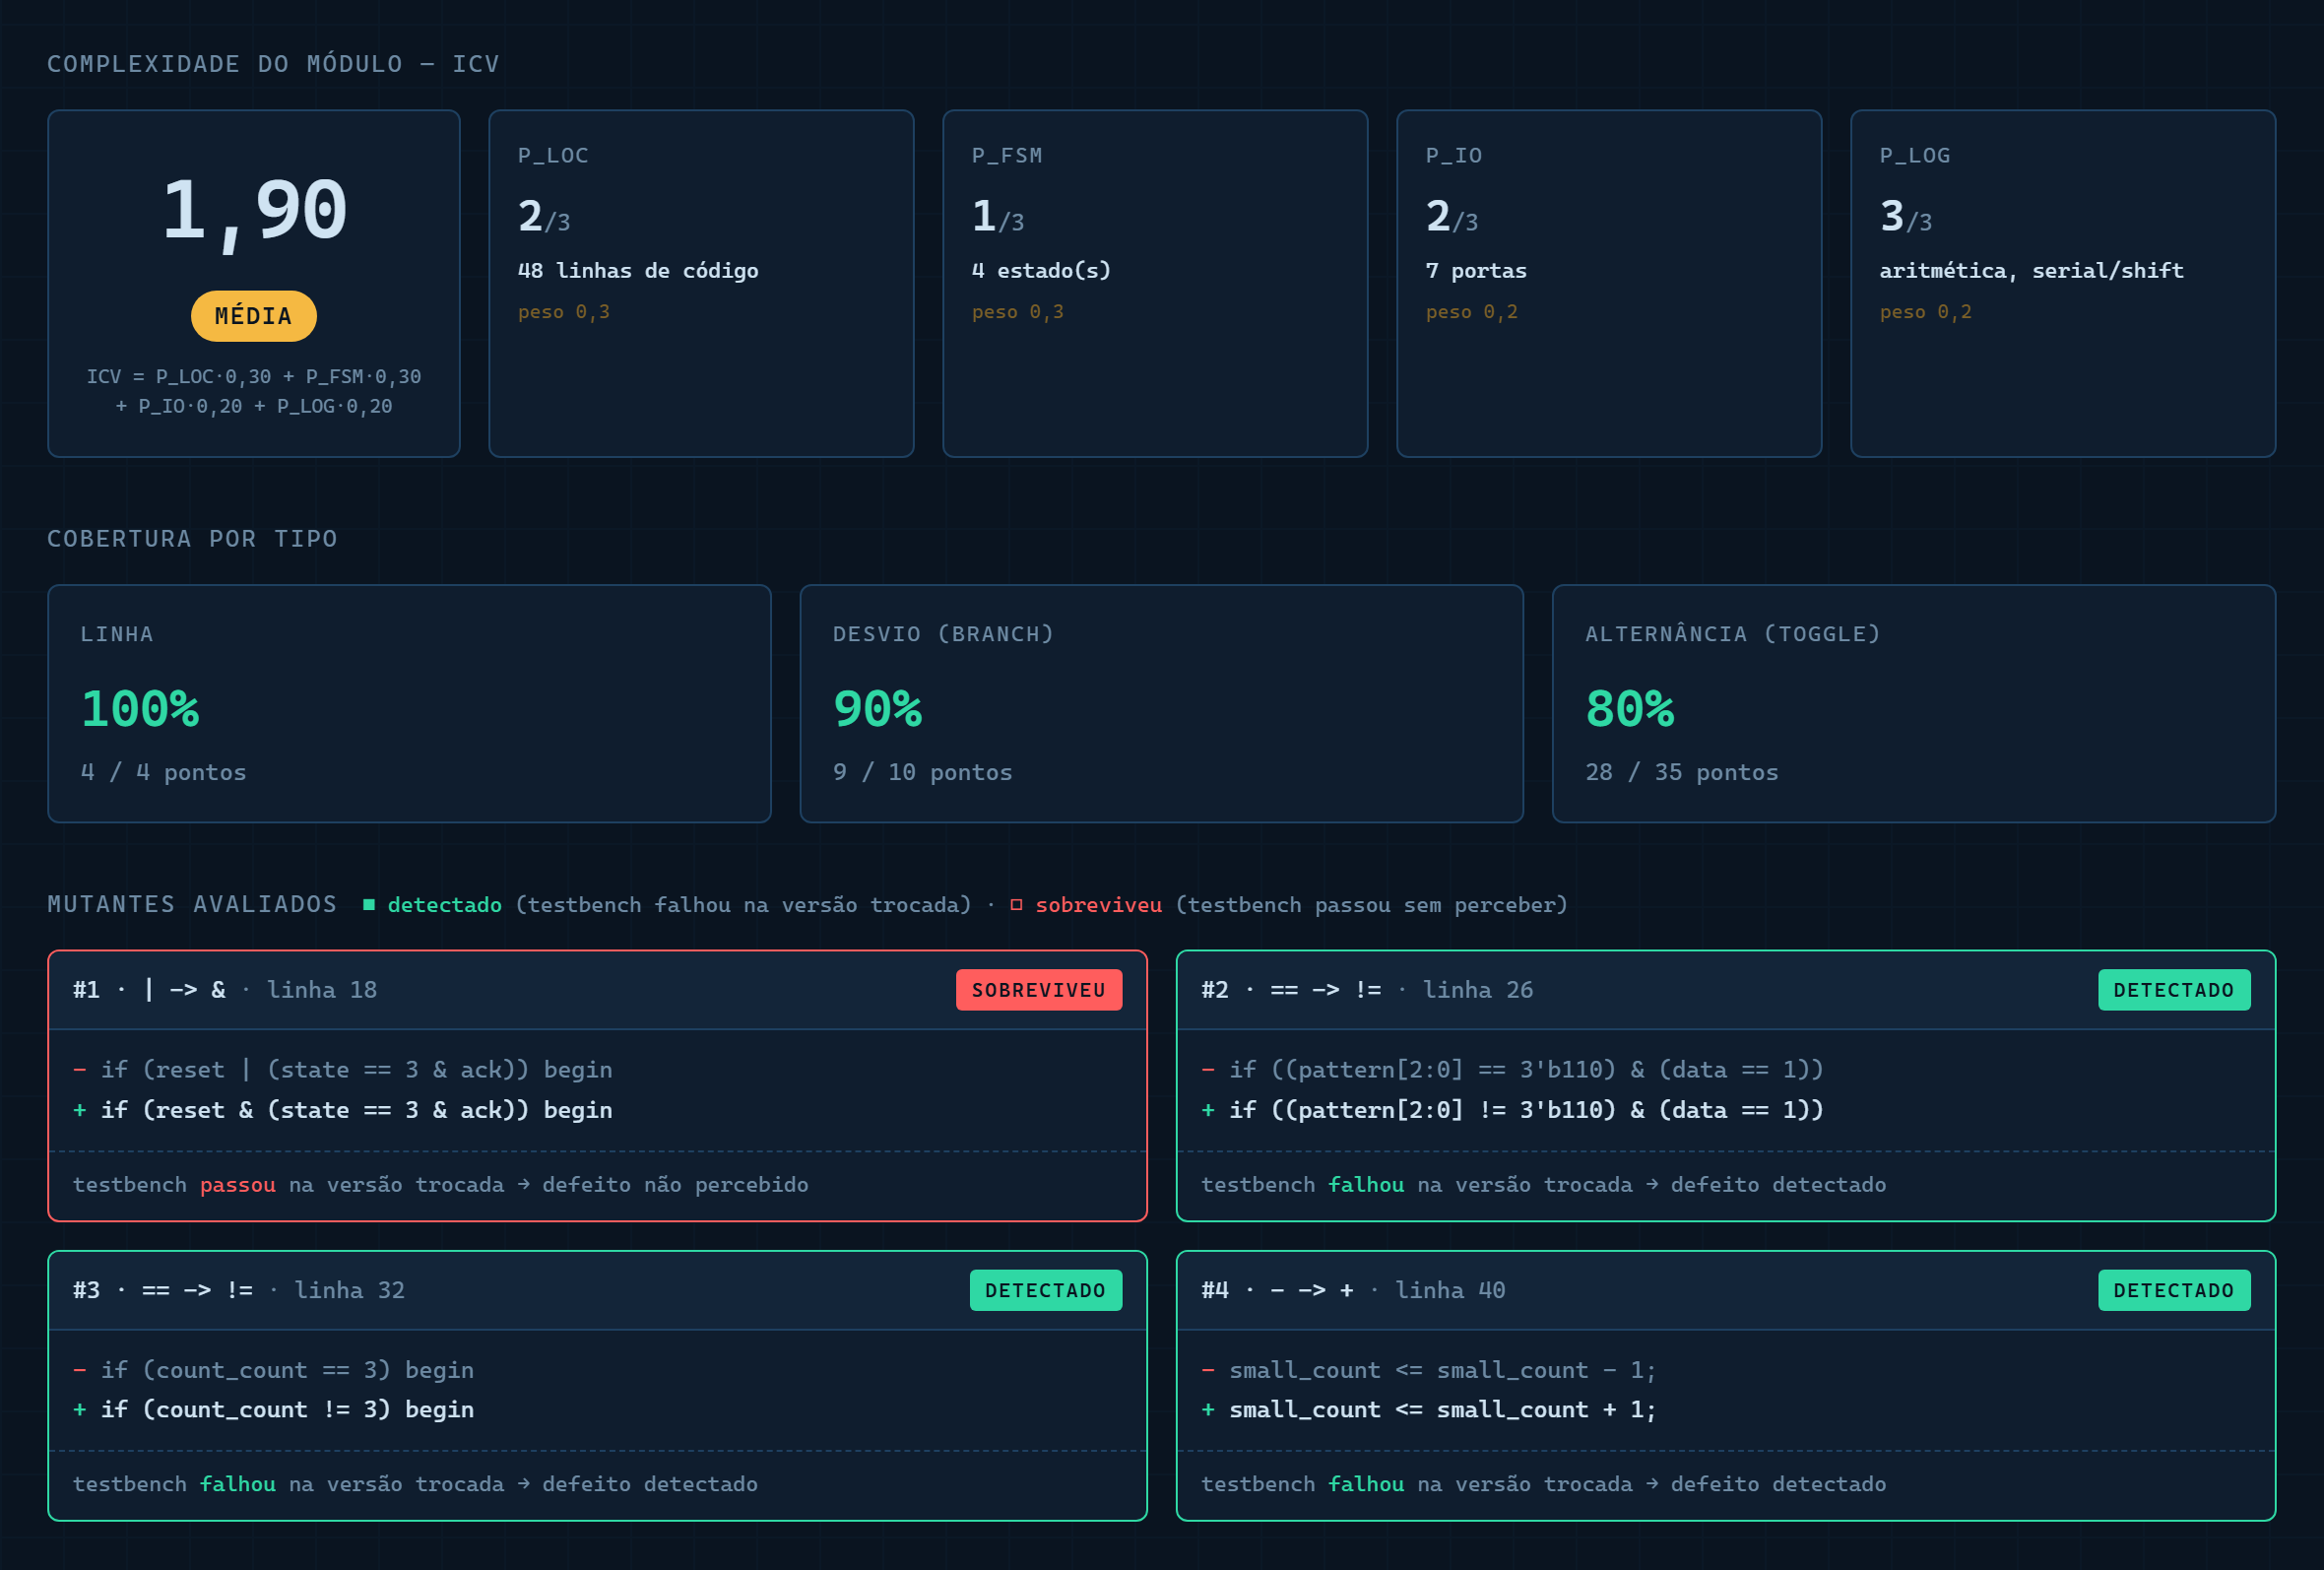 COMPLEXIDADE DO MÓDULO — ICV
1,90
MÉDIA
ICV = P_LOC·0,30 + P_FSM·0,30
+ P_IO·0,20 + P_LOG·0,20
P_LOC
2/3
48 linhas de código
peso 0,3
P_FSM
1/3
4 estado(s)
peso 0,3
P_IO
2/3
7 portas
peso 0,2
P_LOG
3/3
aritmética, serial/shift
peso 0,2
COBERTURA POR TIPO
LINHA
100%
4 / 4 pontos
DESVIO (BRANCH)
90%
9 / 10 pontos
ALTERNÂNCIA (TOGGLE)
80%
28 / 35 pontos
MUTANTES AVALIADOS ■ detectado (testbench falhou na versão trocada) · □ sobreviveu (testbench passou sem perceber)
#1 · | -> & · linha 18
SOBREVIVEU
- if (reset | (state == 3 & ack)) begin
+ if (reset & (state == 3 & ack)) begin
testbench passou na versão trocada → defeito não percebido
#2 · == -> != · linha 26
DETECTADO
- if ((pattern[2:0] == 3'b110) & (data == 1))
+ if ((pattern[2:0] != 3'b110) & (data == 1))
testbench falhou na versão trocada → defeito detectado
#3 · == -> != · linha 32
DETECTADO
- if (count_count == 3) begin
+ if (count_count != 3) begin
testbench falhou na versão trocada → defeito detectado
#4 · - -> + · linha 40
DETECTADO
- small_count <= small_count - 1;
+ small_count <= small_count + 1;
testbench falhou na versão trocada → defeito detectado